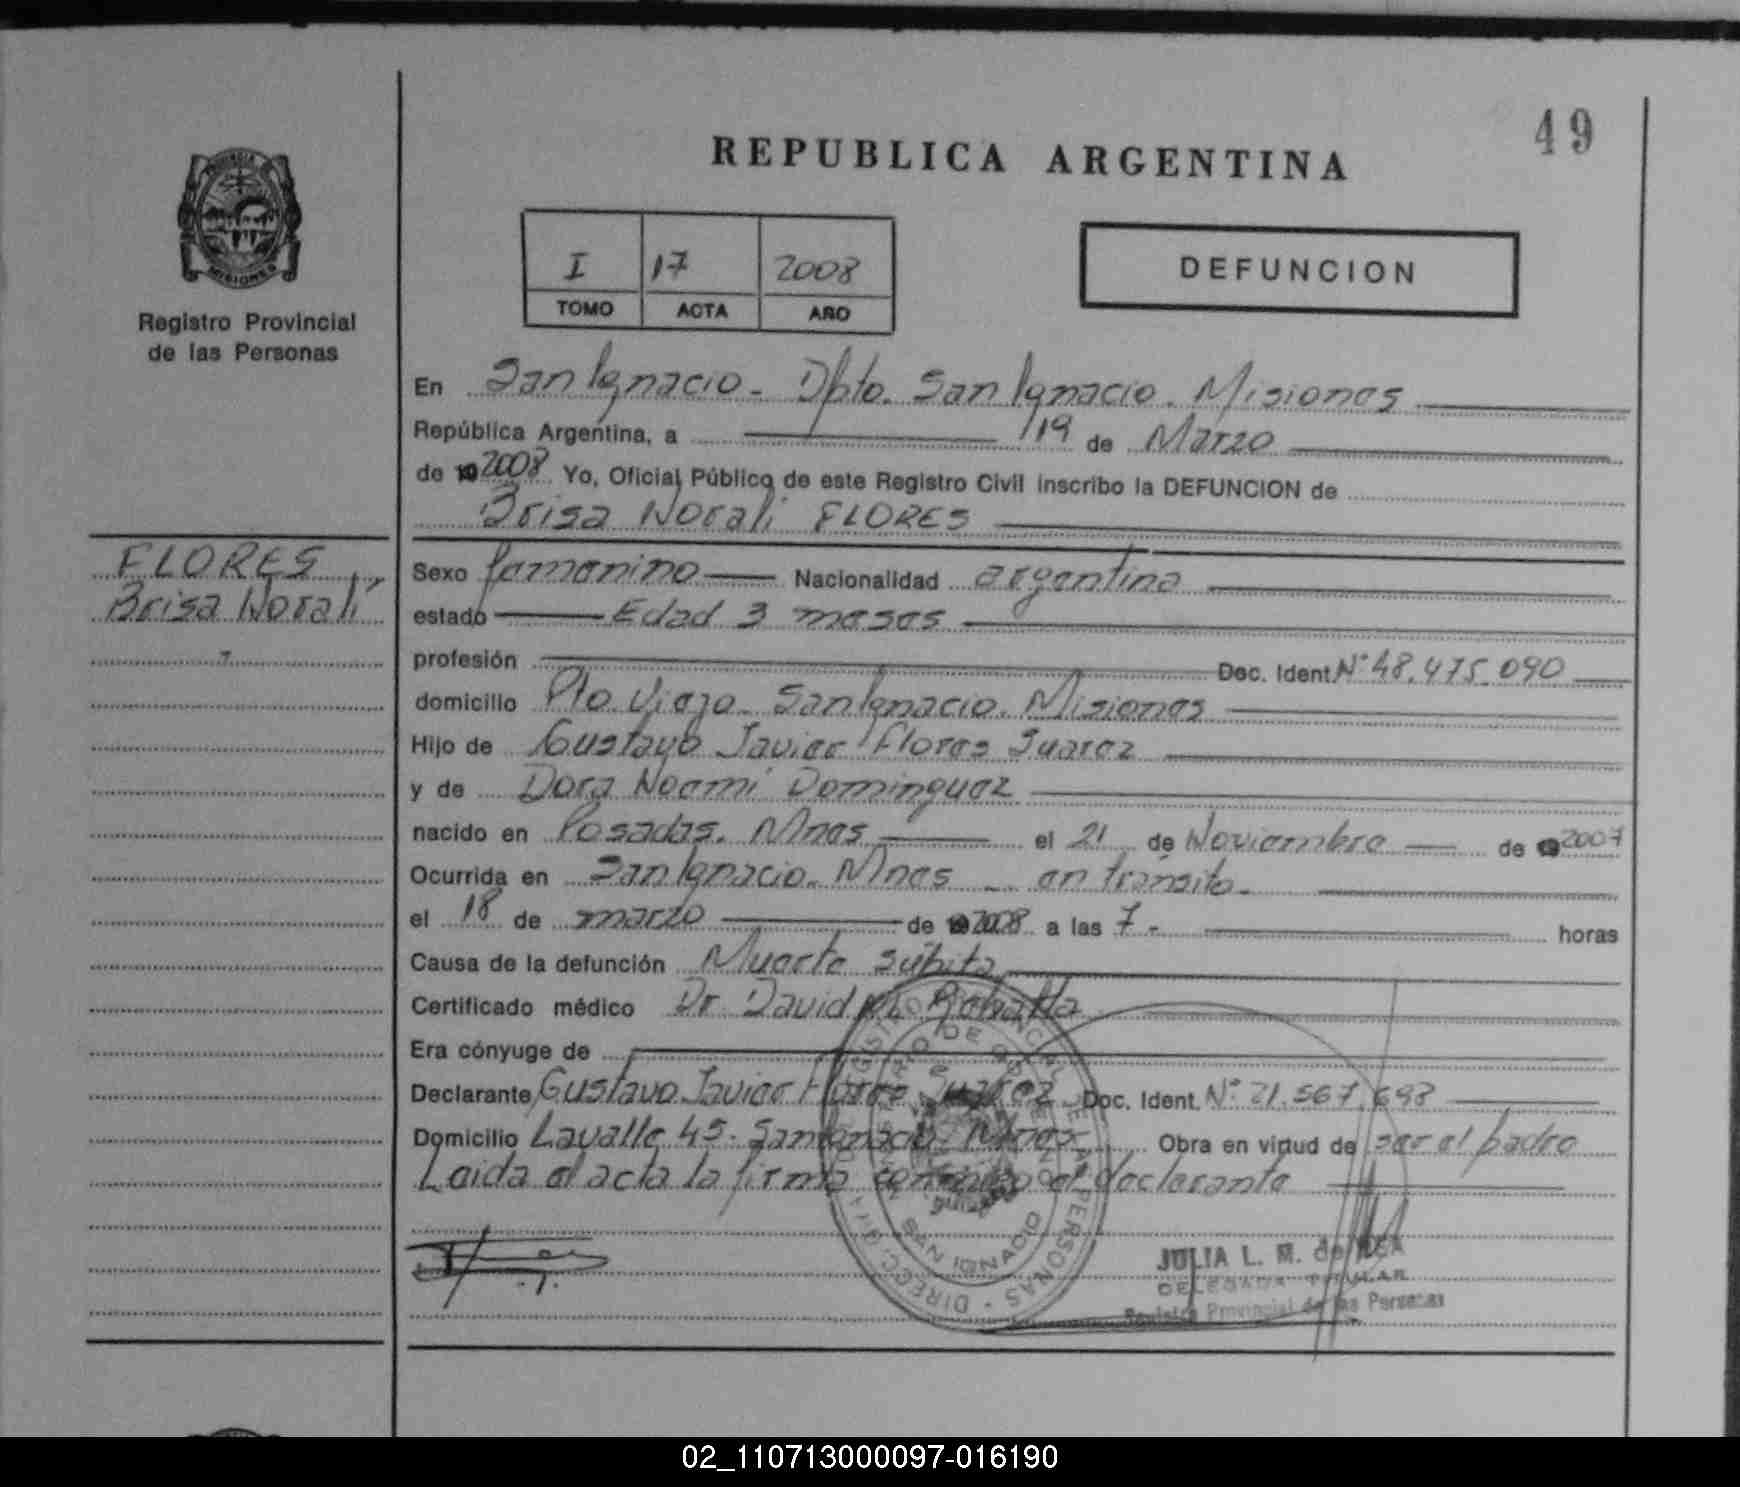 49
REPUBLICA ARGENTINA
I 17 2008
TOMO ACTA AÑO
DEFUNCION
Registro Provincial
de las Personas
En San Ignacio - Dpto. San Ignacio. Misiones
República Argentina, a 19 de Marzo
de 2008 Yo, Oficial Público de este Registro Civil inscribo la DEFUNCION de
Brisa Noralí FLORES
FLORES
Brisa Noralí
Sexo femenino Nacionalidad argentina
estado Edad 3 meses
profesión Doc. Ident. Nº 48.475.090
domicilio Pto Viejo. San Ignacio. Misiones
Hijo de Gustavo Javier Flores Suarez
y de Dora Noemí Dominguez
nacido en Posadas. Mnes el 21 de Noviembre de 2007
Ocurrida en San Ignacio. Mnes - en tránsito.
el 18 de marzo de 2008 a las 7 - horas
Causa de la defunción Muerte súbita
Certificado médico Dr. David
Era cónyuge de
Declarante Gustavo Javier Flores Suarez Doc. Ident. Nº 21.567.698
Domicilio Lavalle 45. San Ignacio. Mnes Obra en virtud de ser el padre
Leida el acta la firma conmigo el declarante
JULIA L. M. de
DELEGADA TITULAR
Registro Provincial de las Personas
SAN IGNACIO
02_110713000097-016190